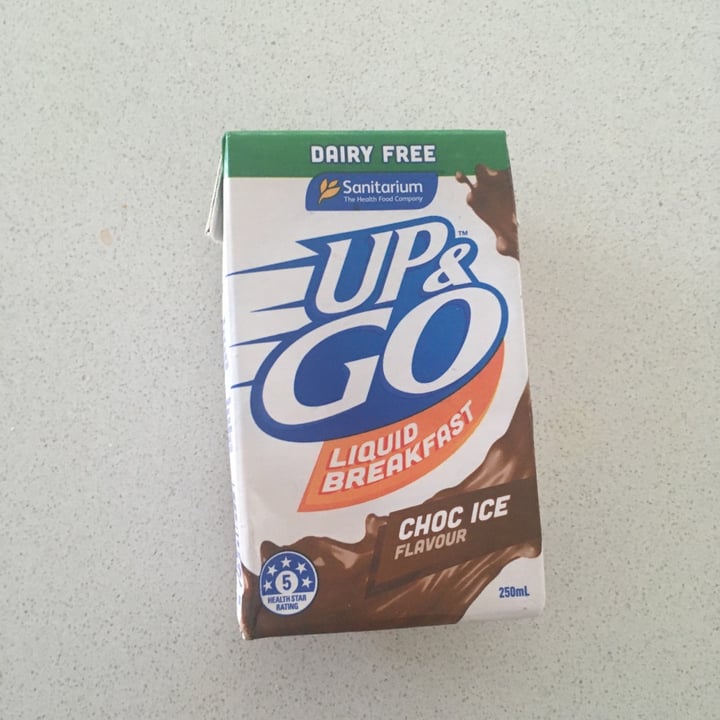 DAIRY FREE
Sanitarium
The Health Food Company
UP&
™
GO
LIQUID
BREAKFAST
CHOC ICE
FLAVOUR
5
HEALTH STAR
RATING
250mL